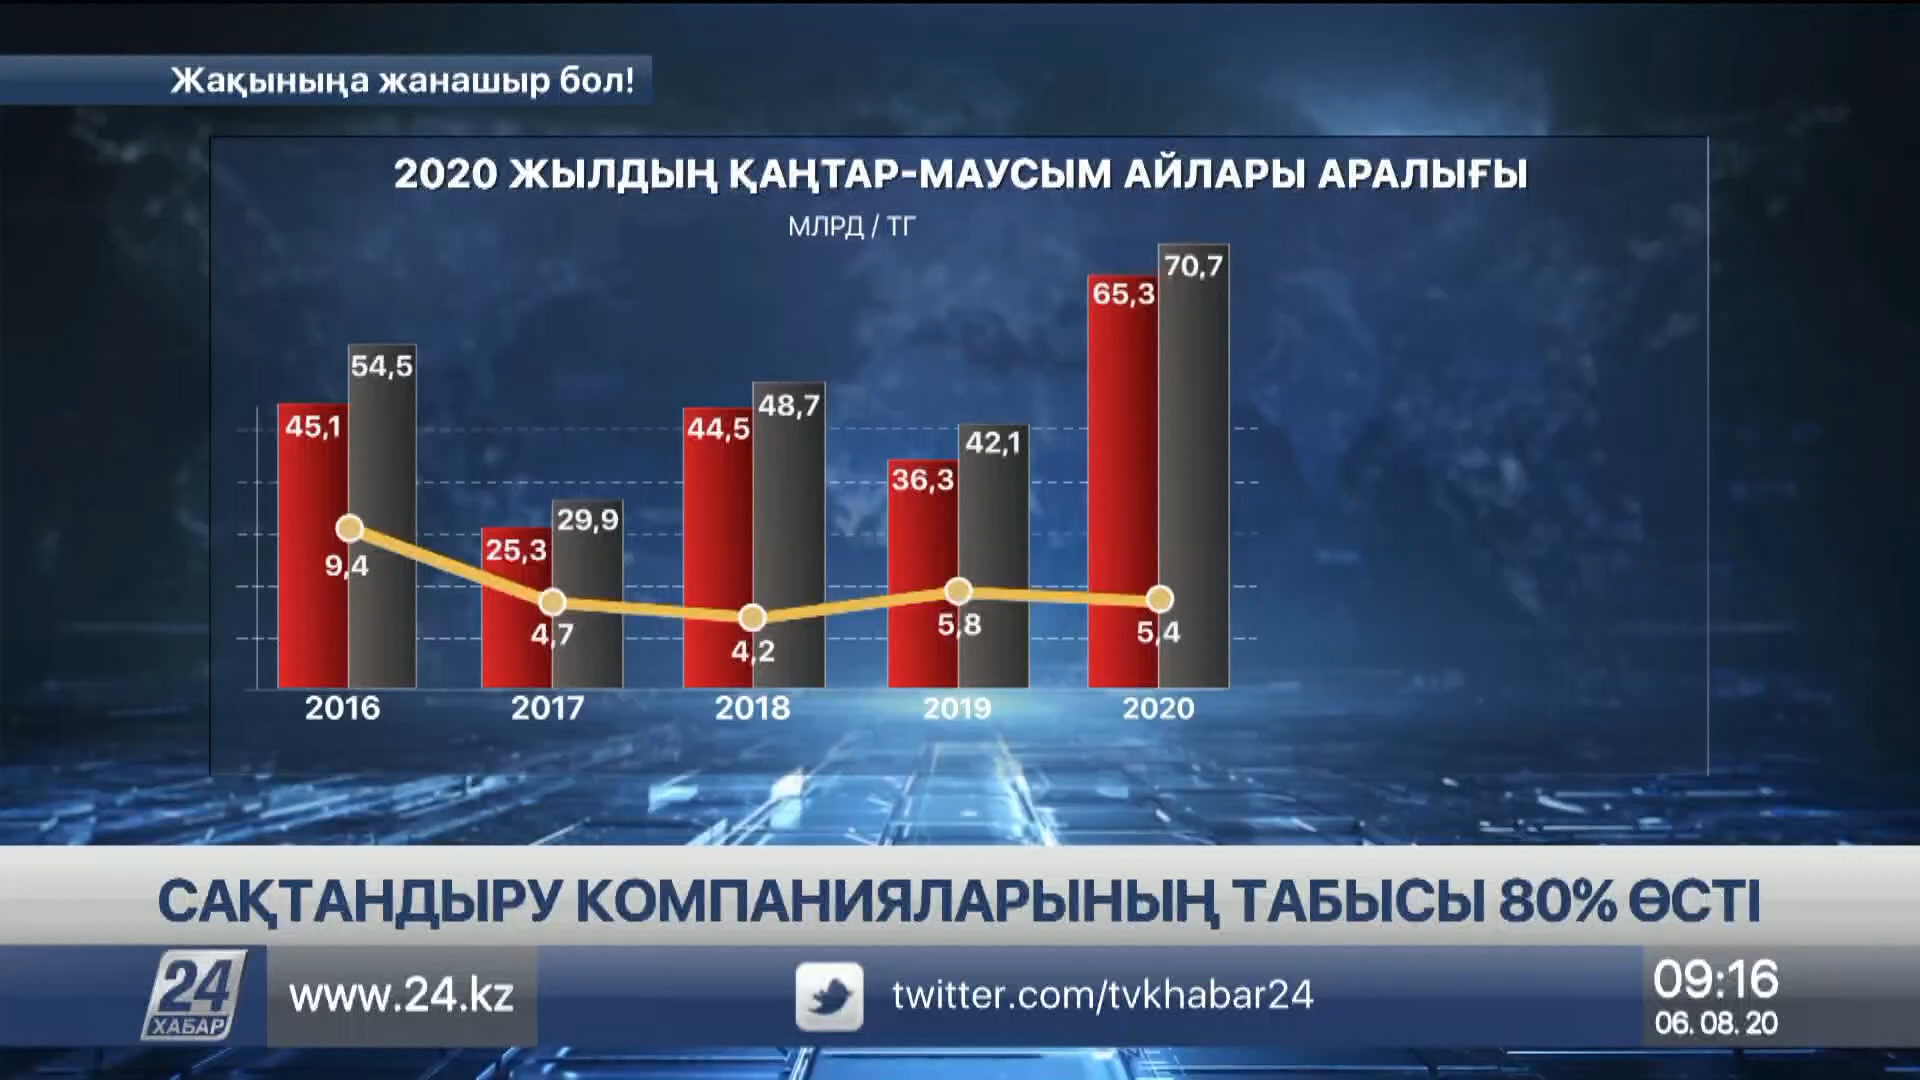 Жақыныңа жанашыр бол!
2020 ЖЫЛДЫҢ ҚАҢТАР-МАУСЫМ АЙЛАРЫ АРАЛЫҒЫ
МЛРД / ТГ
45,1 54,5 25,3 29,9 44,5 48,7 36,3 42,1 65,3 70,7
9,4 4,7 4,2 5,8 5,4
2016 2017 2018 2019 2020
САҚТАНДЫРУ КОМПАНИЯЛАРЫНЫҢ ТАБЫСЫ 80% ӨСТІ
24 ХАБАР
www.24.kz
twitter.com/tvkhabar24
09:16
06. 08. 20